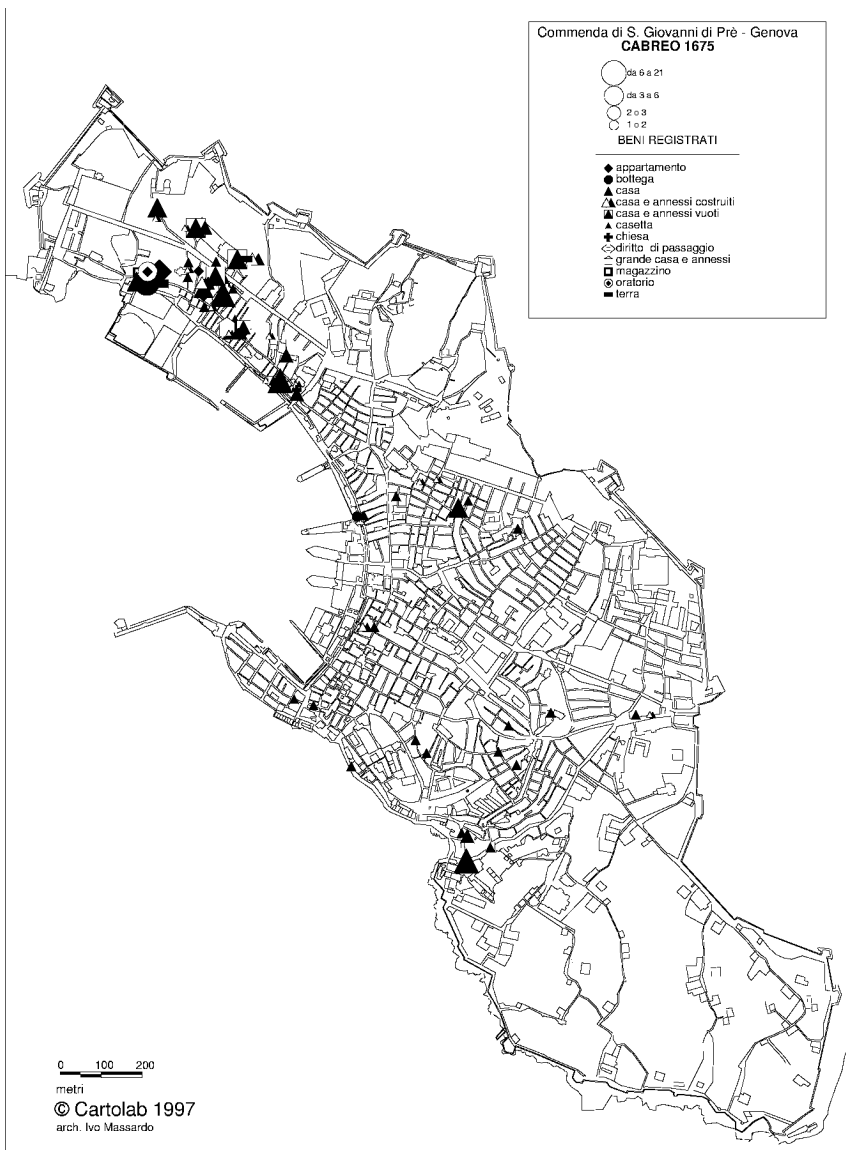 Commenda di S. Giovanni di Prè - Genova
CABREO 1675
da 6 a 21
da 3 a 6
2 o 3
1 o 2
BENI REGISTRATI
appartamento
bottega
casa
casa e annessi costruiti
casa e annessi vuoti
casetta
chiesa
diritto di passaggio
grande casa e annessi
magazzino
oratorio
terra
0 100 200
metri
© Cartolab 1997
arch. Ivo Massardo